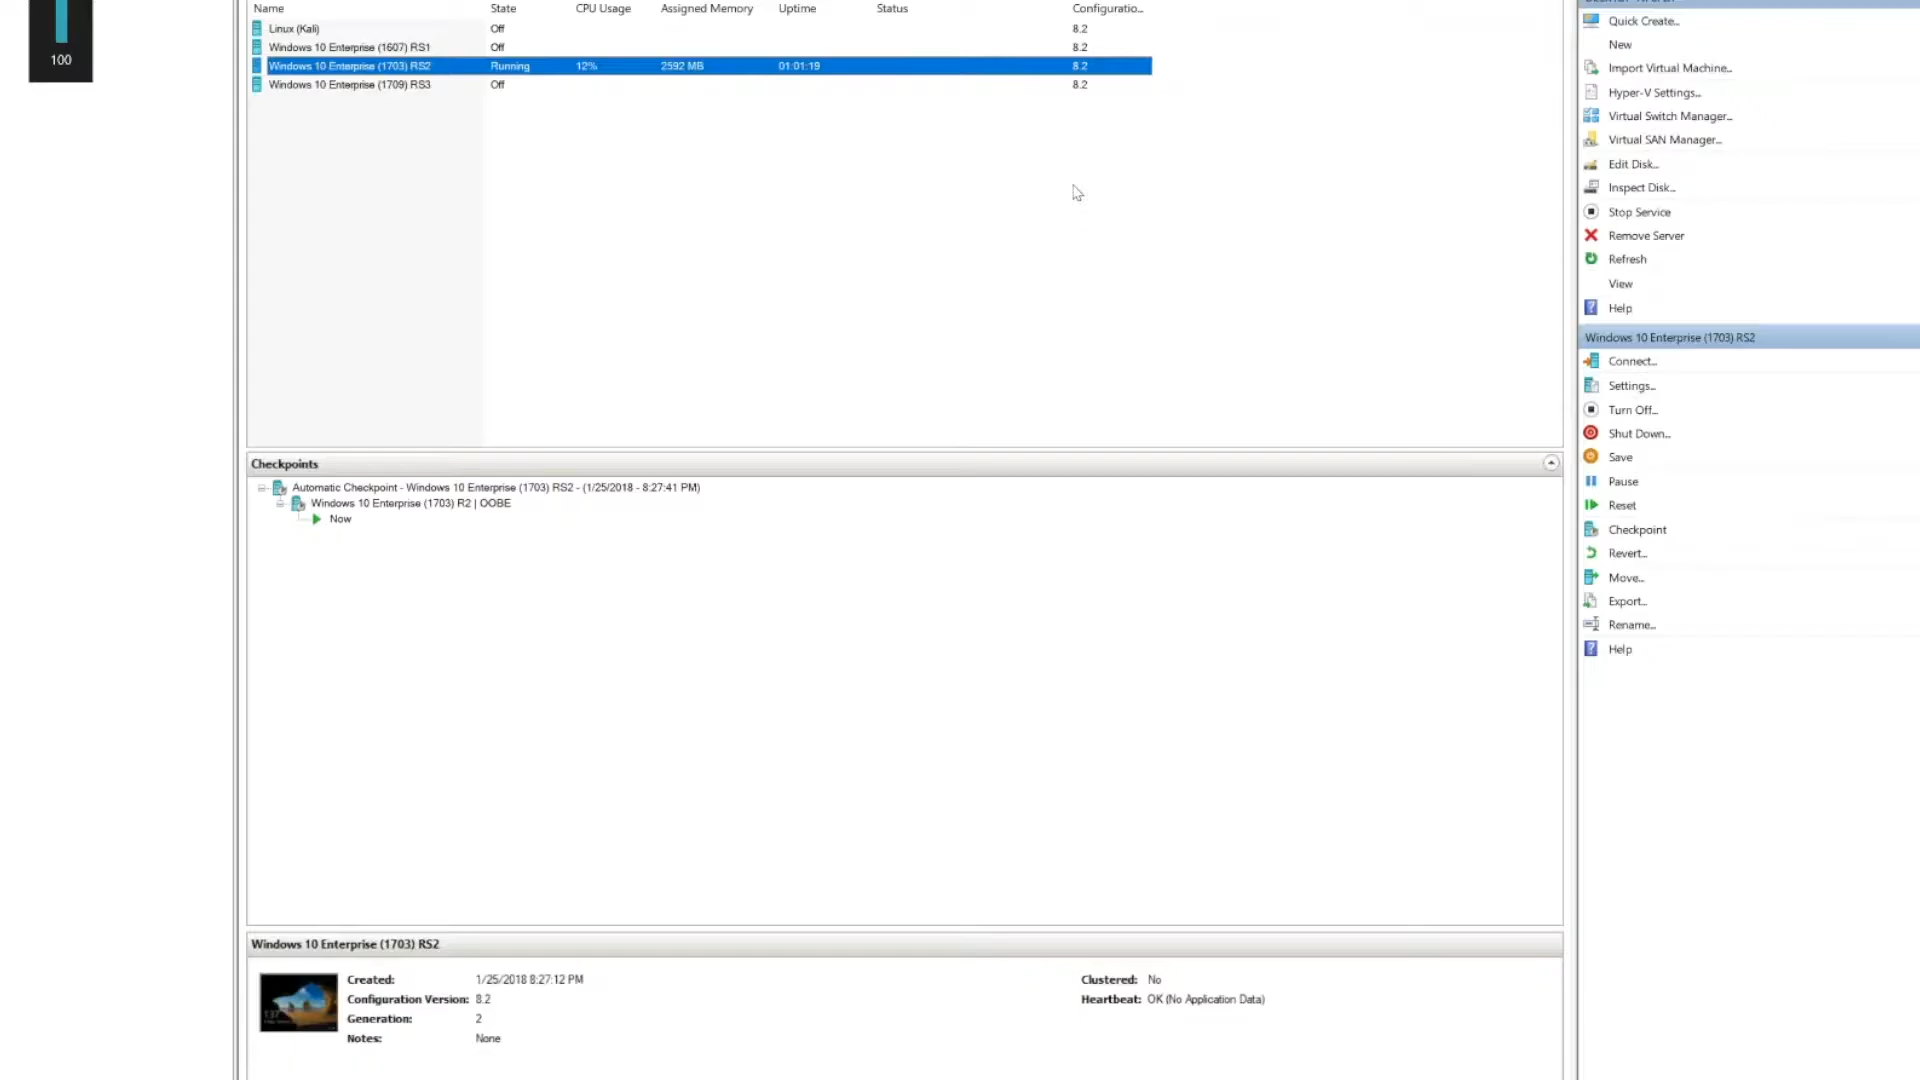 100
Name State CPU Usage Assigned Memory Uptime Status Configuratio...
Linux (Kali) Off 8.2
Windows 10 Enterprise (1607) RS1 Off 8.2
Windows 10 Enterprise (1703) RS2 Running 12% 2592 MB 01:01:19 8.2
Windows 10 Enterprise (1709) RS3 Off 8.2
Checkpoints
Automatic Checkpoint - Windows 10 Enterprise (1703) RS2 - (1/25/2018 - 8:27:41 PM)
Windows 10 Enterprise (1703) R2 | OOBE
Now
Windows 10 Enterprise (1703) RS2
Created: 1/25/2018 8:27:12 PM Clustered: No
Configuration Version: 8.2 Heartbeat: OK (No Application Data)
Generation: 2
Notes: None
Quick Create...
New
Import Virtual Machine...
Hyper-V Settings...
Virtual Switch Manager...
Virtual SAN Manager...
Edit Disk...
Inspect Disk...
Stop Service
Remove Server
Refresh
View
Help
Windows 10 Enterprise (1703) RS2
Connect...
Settings...
Turn Off...
Shut Down...
Save
Pause
Reset
Checkpoint
Revert...
Move...
Export...
Rename...
Help